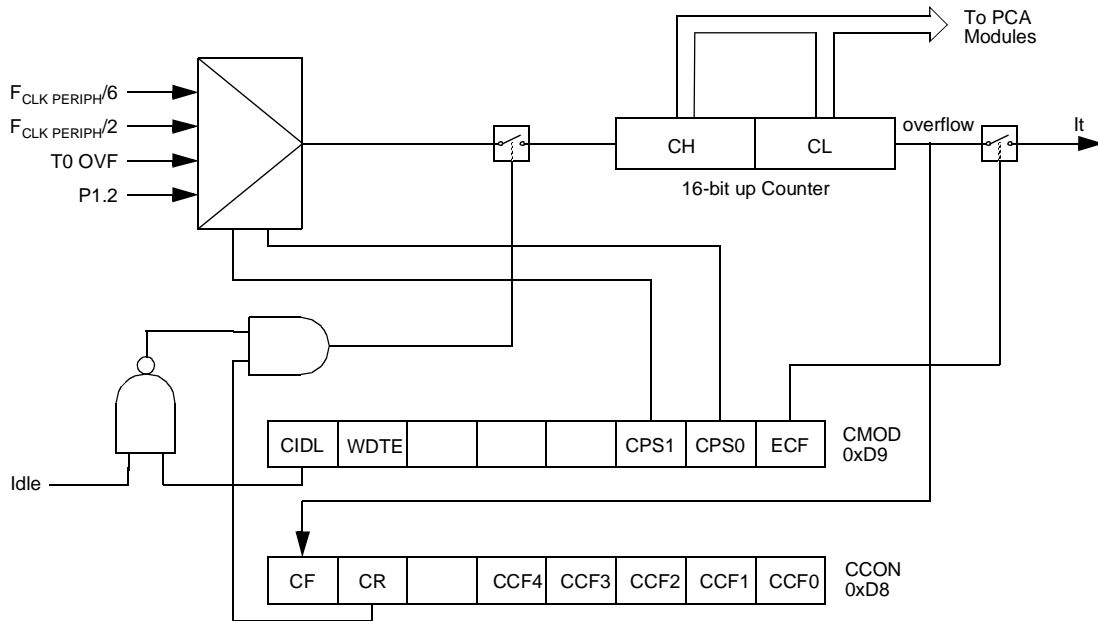 To PCA
Modules
FCLK PERIPH/6
FCLK PERIPH/2
T0 OVF
P1.2
CH
CL
overflow
It
16-bit up Counter
CIDL
WDTE
CPS1
CPS0
ECF
CMOD
0xD9
Idle
CF
CR
CCF4
CCF3
CCF2
CCF1
CCF0
CCON
0xD8